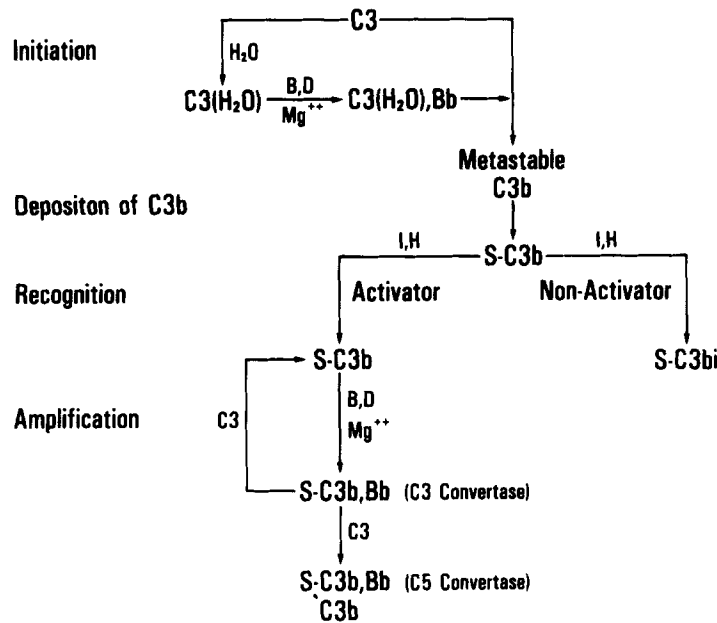 C3
Initiation
H₂O
C3(H₂O) B,D Mg⁺⁺ C3(H₂O),Bb
Metastable
C3b
Depositon of C3b
I,H S-C3b I,H
Recognition Activator Non-Activator
S-C3b S-C3bi
B,D
Amplification C3
Mg⁺⁺
S-C3b,Bb (C3 Convertase)
C3
S-C3b,Bb (C5 Convertase)
C3b